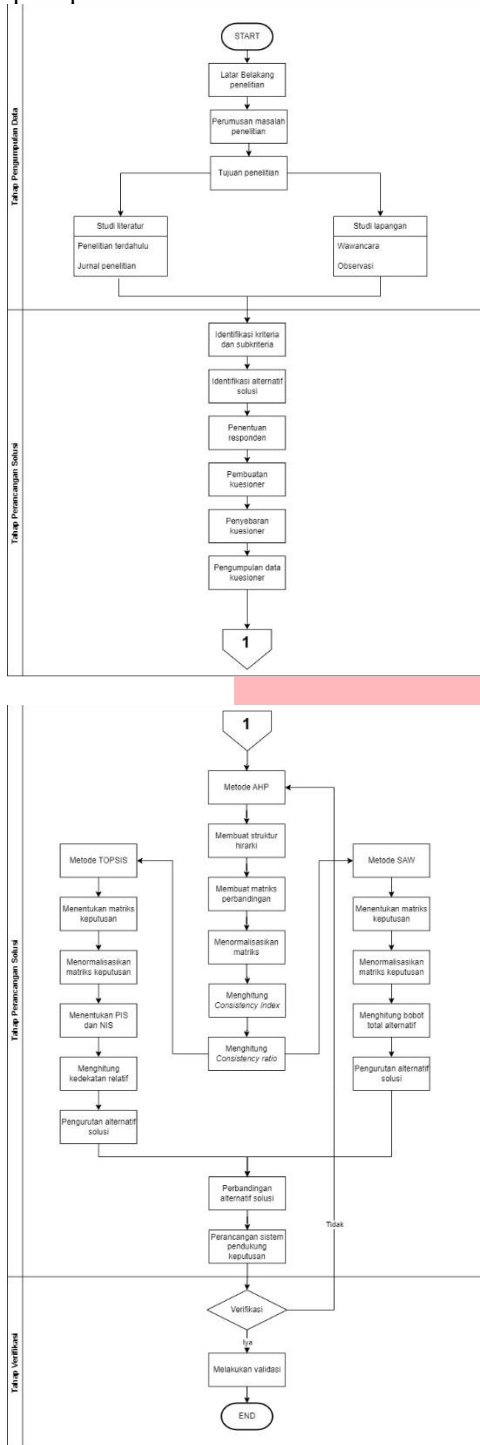 START
Latar Belakang
penelitian
Perumusan masalah
penelitian
Tujuan penelitian
Studi literatur
Penelitian terdahulu
Jurnal penelitian
Studi lapangan
Wawancara
Observasi
Tahap Pengumpulan Data
Identifikasi kriteria
dan subkriteria
Identifikasi alternatif
solusi
Penentuan
responden
Pembuatan
kuesioner
Penyebaran
kuesioner
Pengumpulan data
kuesioner
1
Tahap Perancangan Solusi
1
Metode AHP
Membuat struktur
hirarki
Membuat matriks
perbandingan
Menormalisasikan
matriks
Menghitung
Consistency Index
Menghitung
Consistency ratio
Metode TOPSIS
Menentukan matriks
keputusan
Menormalisasikan
matriks keputusan
Menentukan PIS
dan NIS
Menghitung
kedekatan relatif
Pengurutan alternatif
solusi
Metode SAW
Menentukan matriks
keputusan
Menormalisasikan
matriks keputusan
Menghitung bobot
total alternatif
Pengurutan alternatif
solusi
Perbandingan
alternatif solusi
Perancangan sistem
pendukung
keputusan
Tidak
Tahap Perancangan Solusi
Verifikasi
Iya
Melakukan validasi
END
Tahap Verifikasi